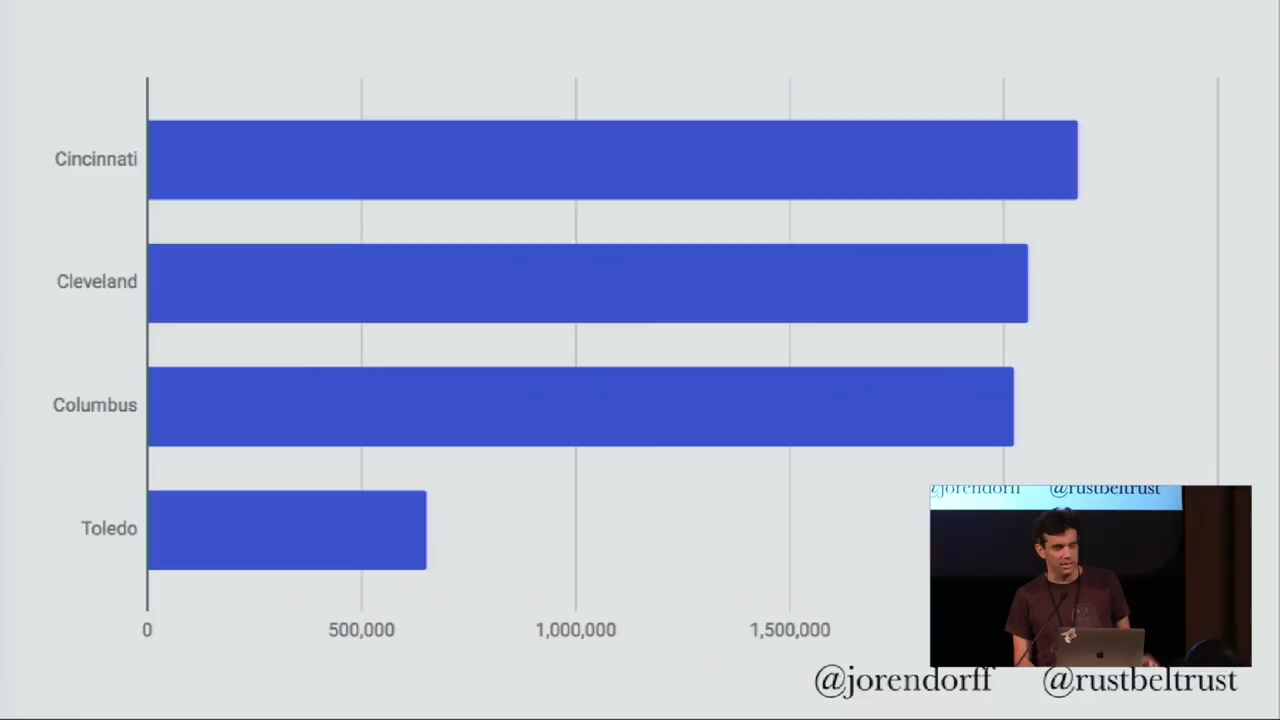 Cincinnati
Cleveland
Columbus
Toledo
0 500,000 1,000,000 1,500,000
@jorendorff @rustbeltrust
@jorendorff @rustbeltrust